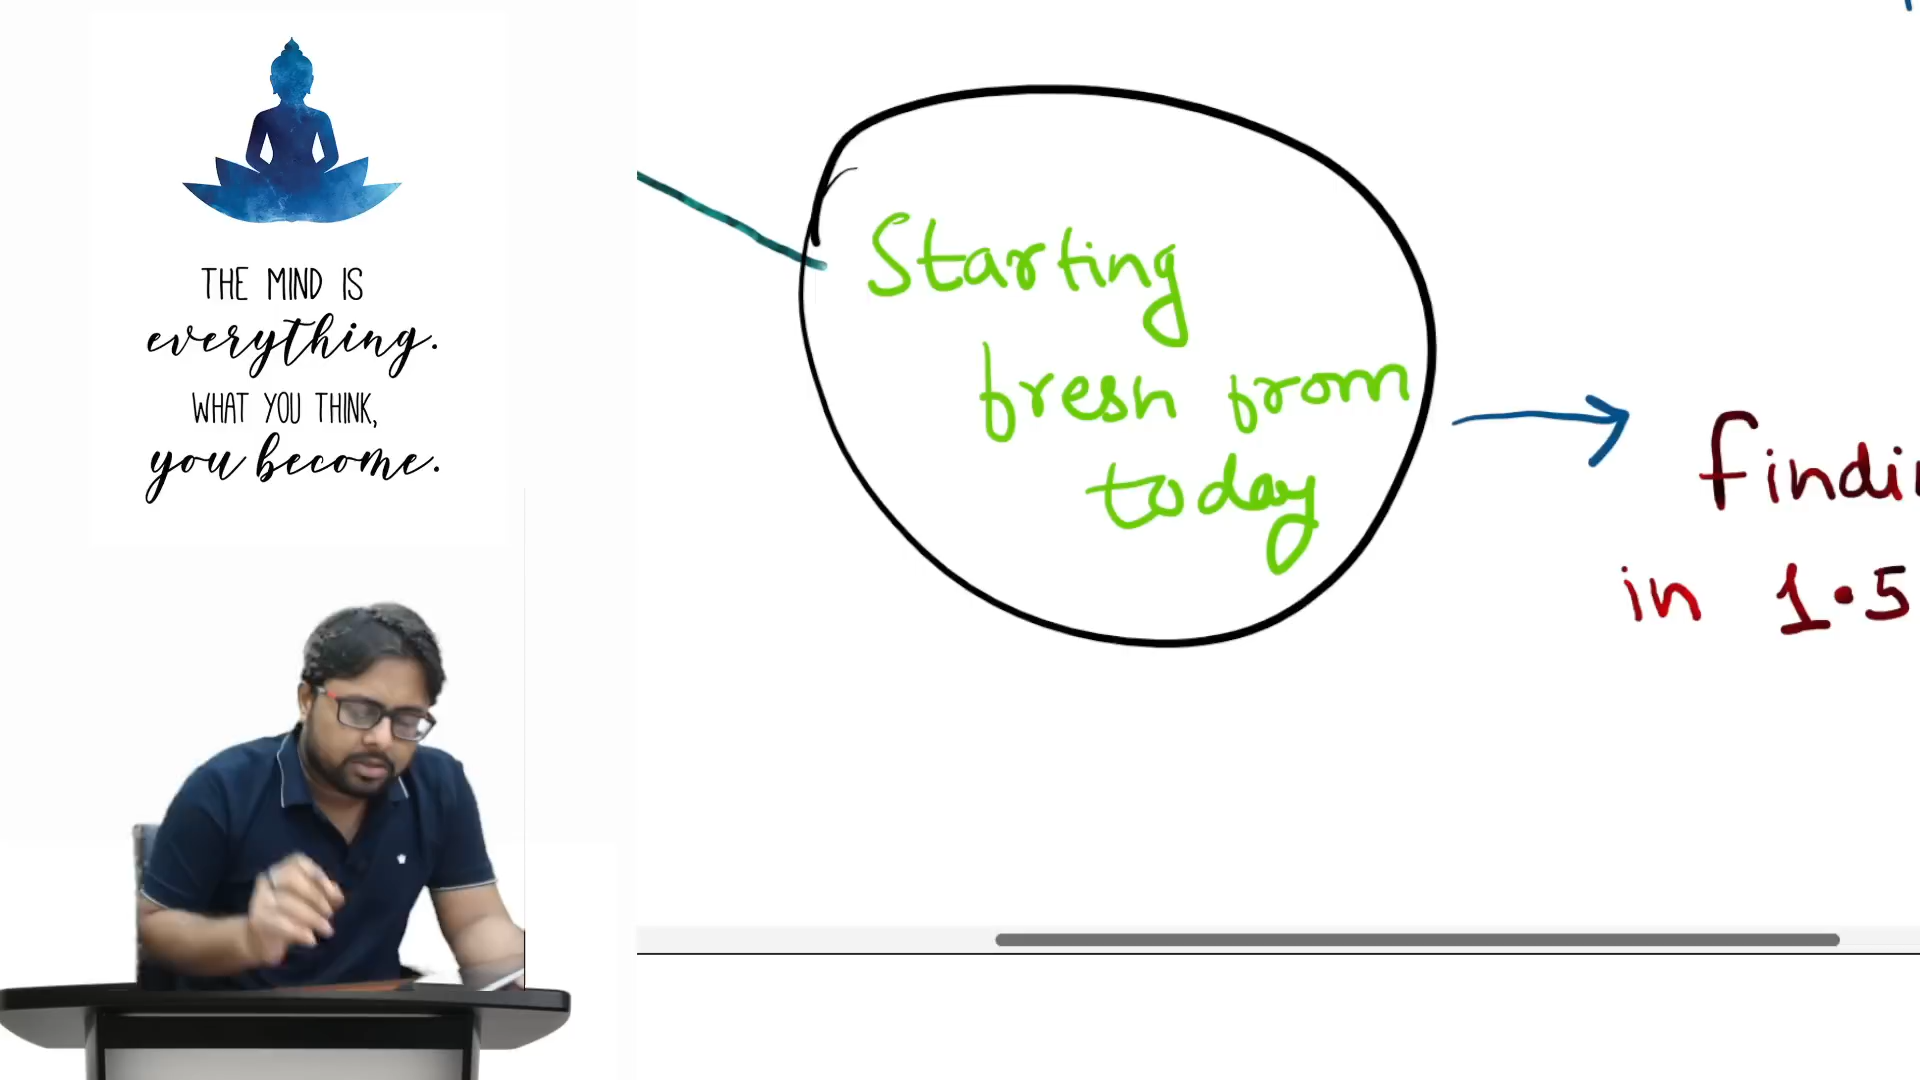 THE MIND IS
everything.
WHAT YOU THINK,
you become.
Starting
fresh from
today
in 1.5